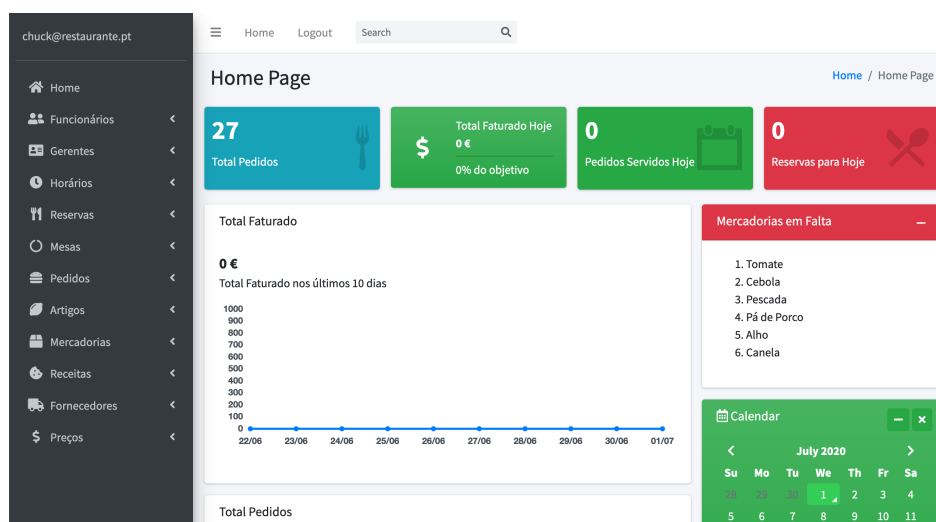 chuck@restaurante.pt
Home
Funcionários
Gerentes
Horários
Reservas
Mesas
Pedidos
Artigos
Mercadorias
Receitas
Fornecedores
$ Preços
Home Logout Search
Home Page
Home / Home Page
27
Total Pedidos
$
Total Faturado Hoje
0 €
0% do objetivo
0
Pedidos Servidos Hoje
0
Reservas para Hoje
Total Faturado
0 €
Total Faturado nos últimos 10 dias
1000
900
800
700
600
500
400
300
200
100
0
22/06 23/06 24/06 25/06 26/06 27/06 28/06 29/06 30/06 01/07
Total Pedidos
Mercadorias em Falta
1. Tomate
2. Cebola
3. Pescada
4. Pá de Porco
5. Alho
6. Canela
Calendar
July 2020
Su Mo Tu We Th Fr Sa
28 29 30 1 2 3 4
5 6 7 8 9 10 11